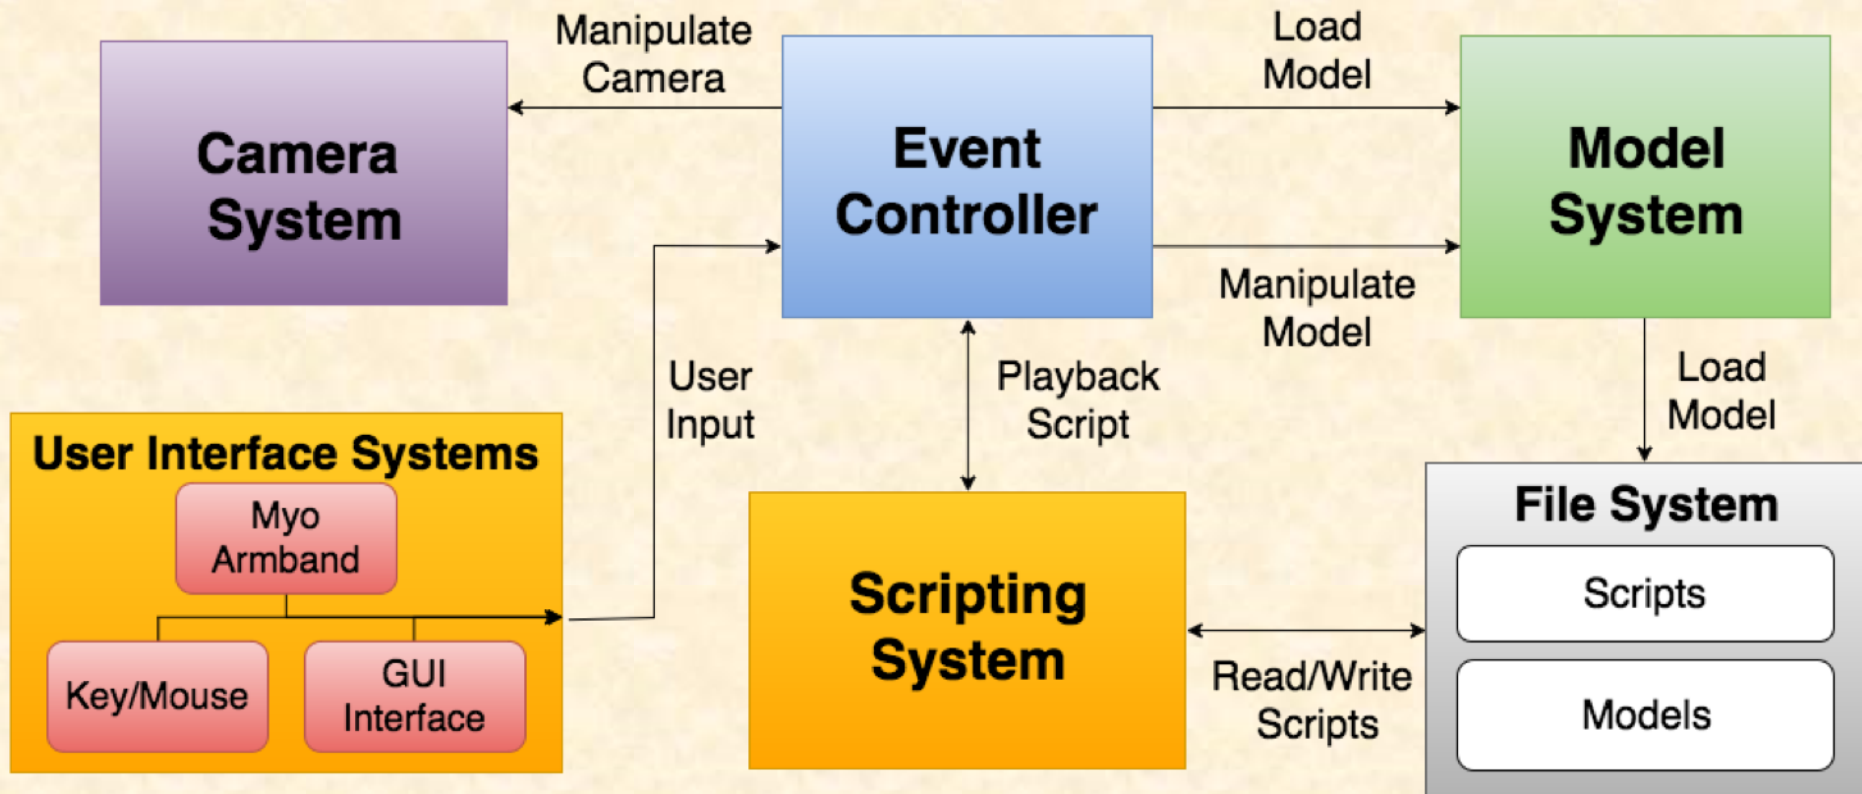 Manipulate
Camera
Load
Model
Camera
System
Event
Controller
Model
System
Manipulate
Model
User
Input
Playback
Script
Load
Model
User Interface Systems
Myo
Armband
Key/Mouse
GUI
Interface
Scripting
System
Read/Write
Scripts
File System
Scripts
Models